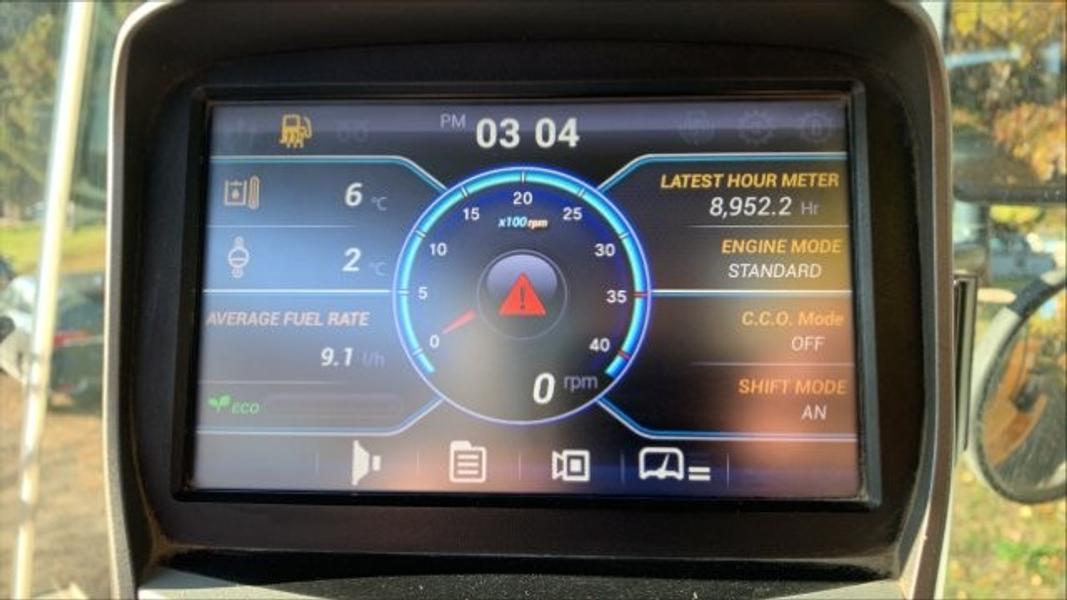 PM 03 04
6 °C
2 °C
AVERAGE FUEL RATE
9.1 l/h
eco
20
15
25
x100rpm
10
30
5
35
0
40
0 rpm
LATEST HOUR METER
8,952.2 Hr
ENGINE MODE
STANDARD
C.C.O. Mode
OFF
SHIFT MODE
AN